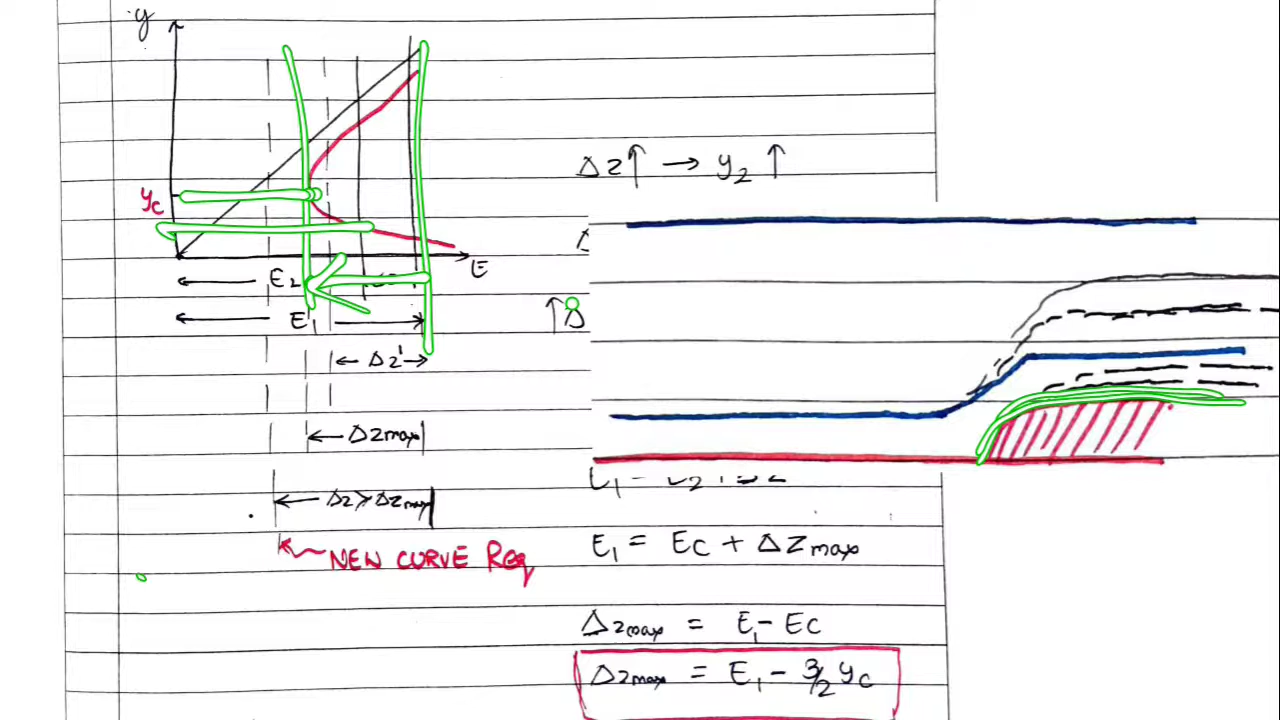 y
Δz↑ → y₂ ↑
yc
E
E₂
E₁
↑
Δz'
Δzmax
Δz > Δzmax
NEW CURVE Req
E₁ = Ec + Δzmax
Δzmax = E₁ - Ec
Δzmax = E₁ - 3/2 yc